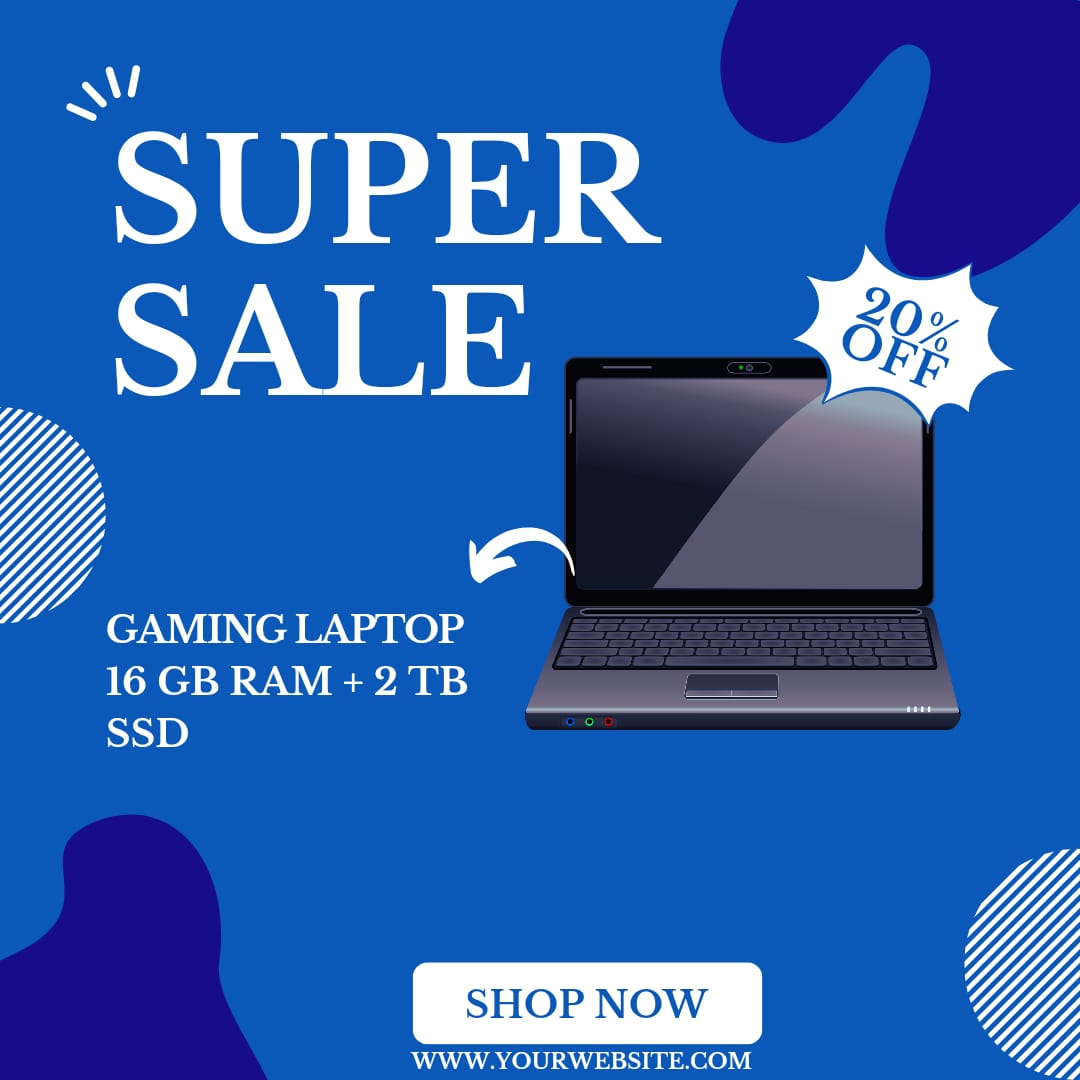 SUPER
SALE
20%
OFF
GAMING LAPTOP
16 GB RAM + 2 TB
SSD
SHOP NOW
WWW.YOURWEBSITE.COM